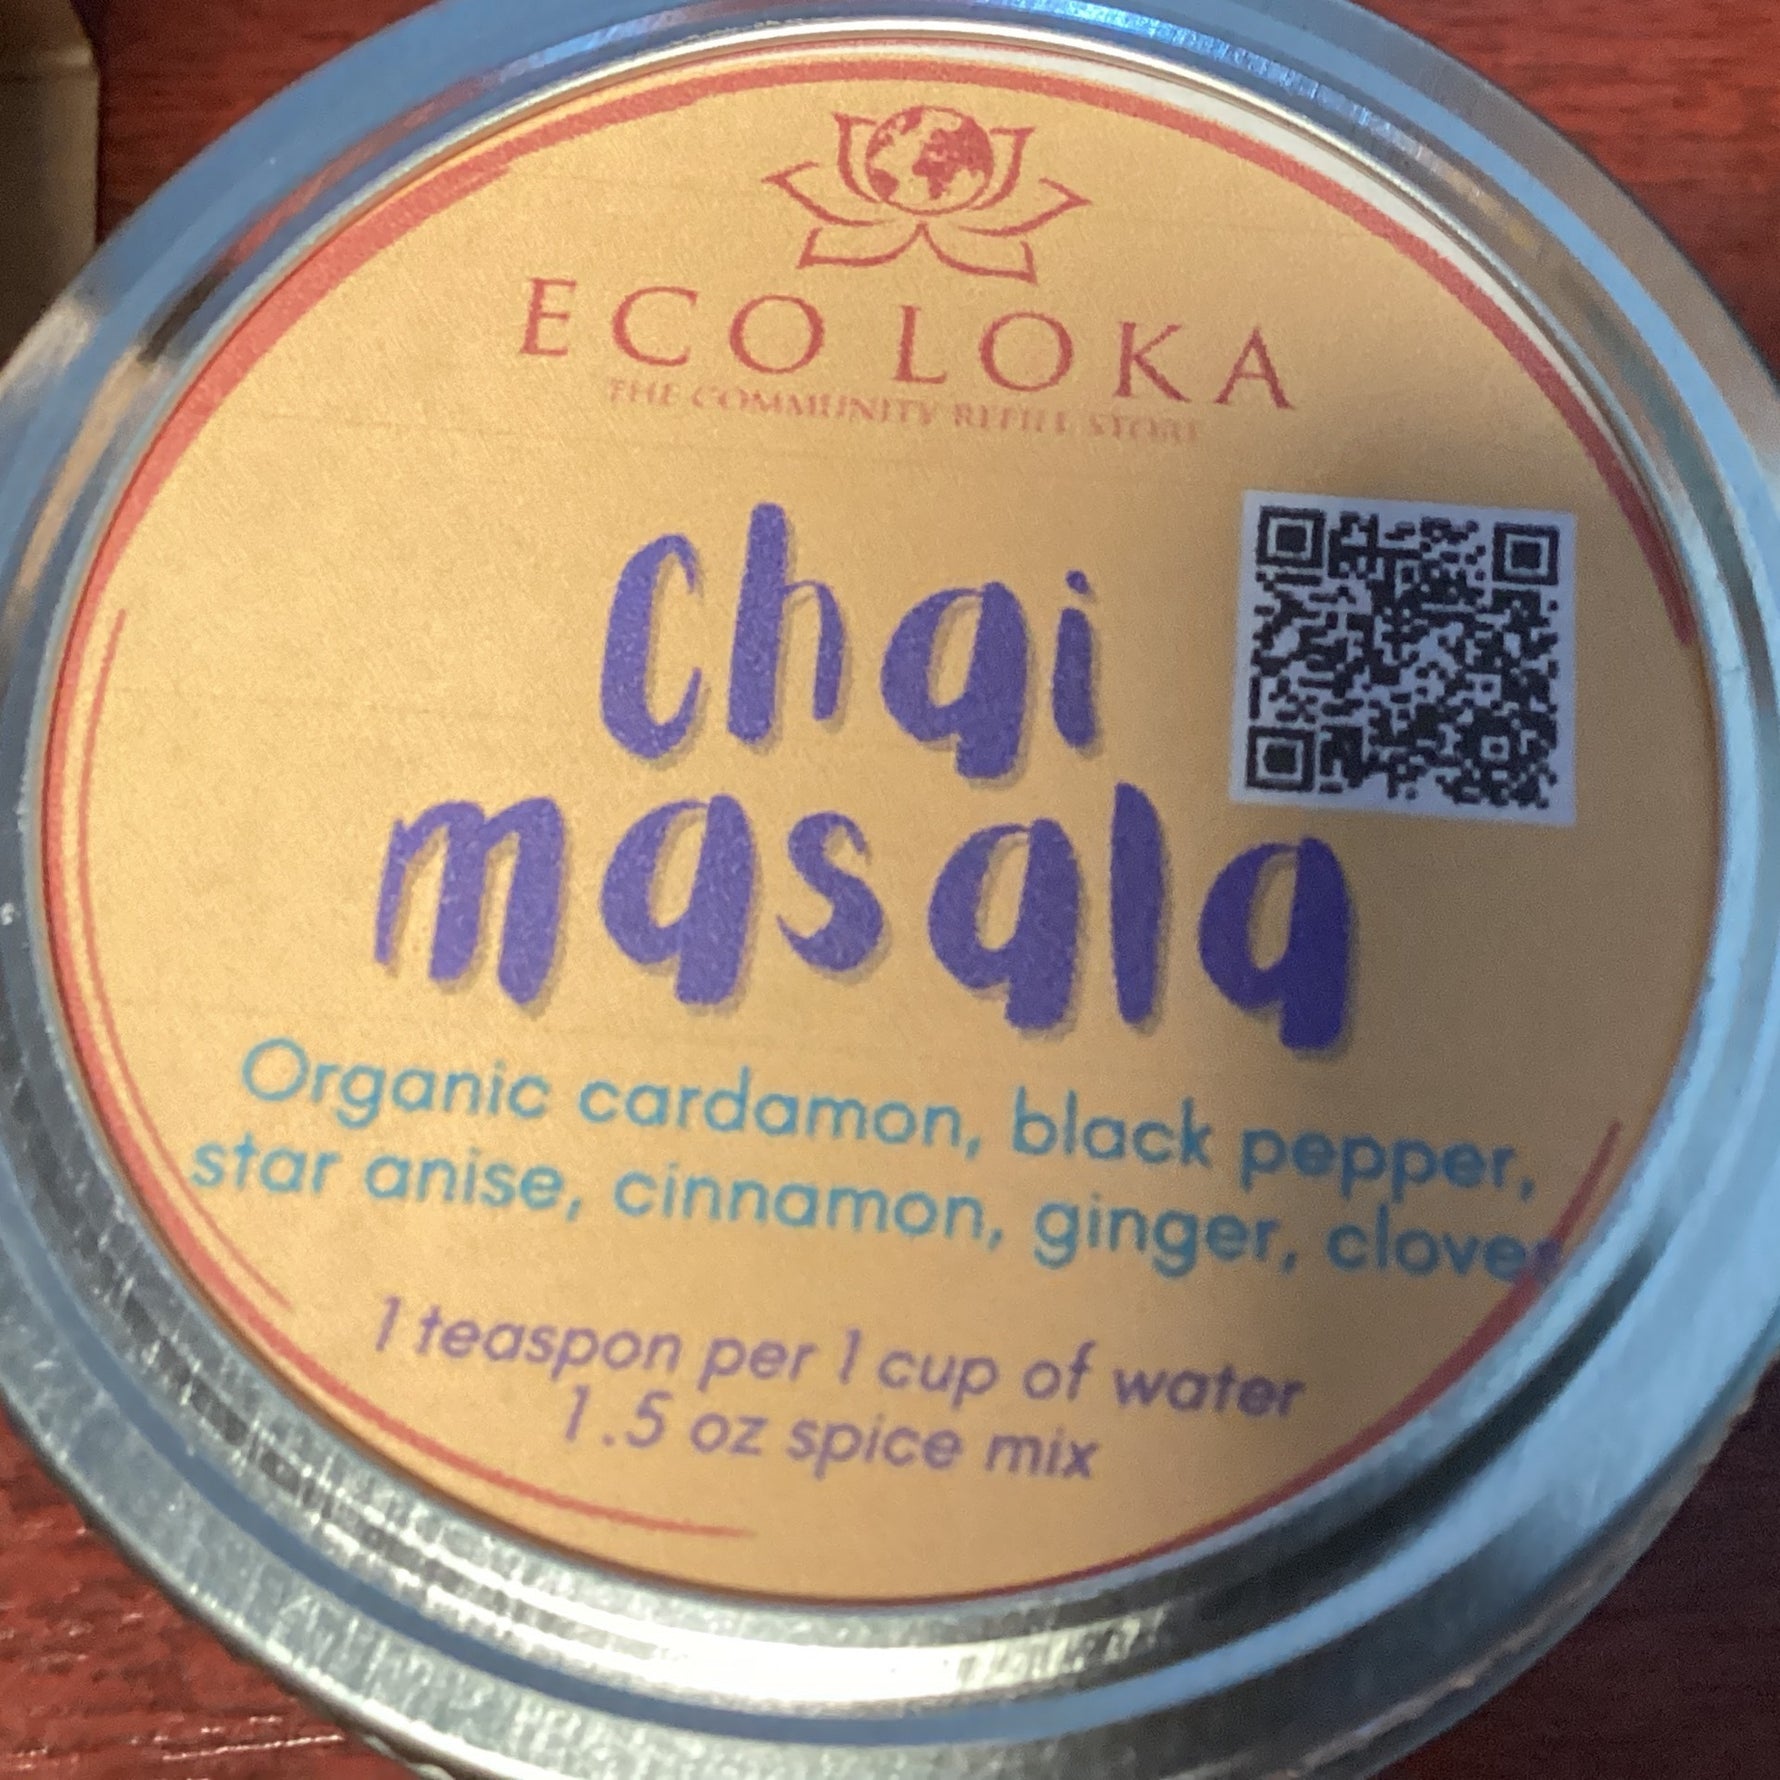 ECO LOKA
THE COMMUNITY REFILL STORE
Chai
masala
Organic cardamon, black pepper,
star anise, cinnamon, ginger, cloves
1 teaspon per 1 cup of water
1.5 oz spice mix